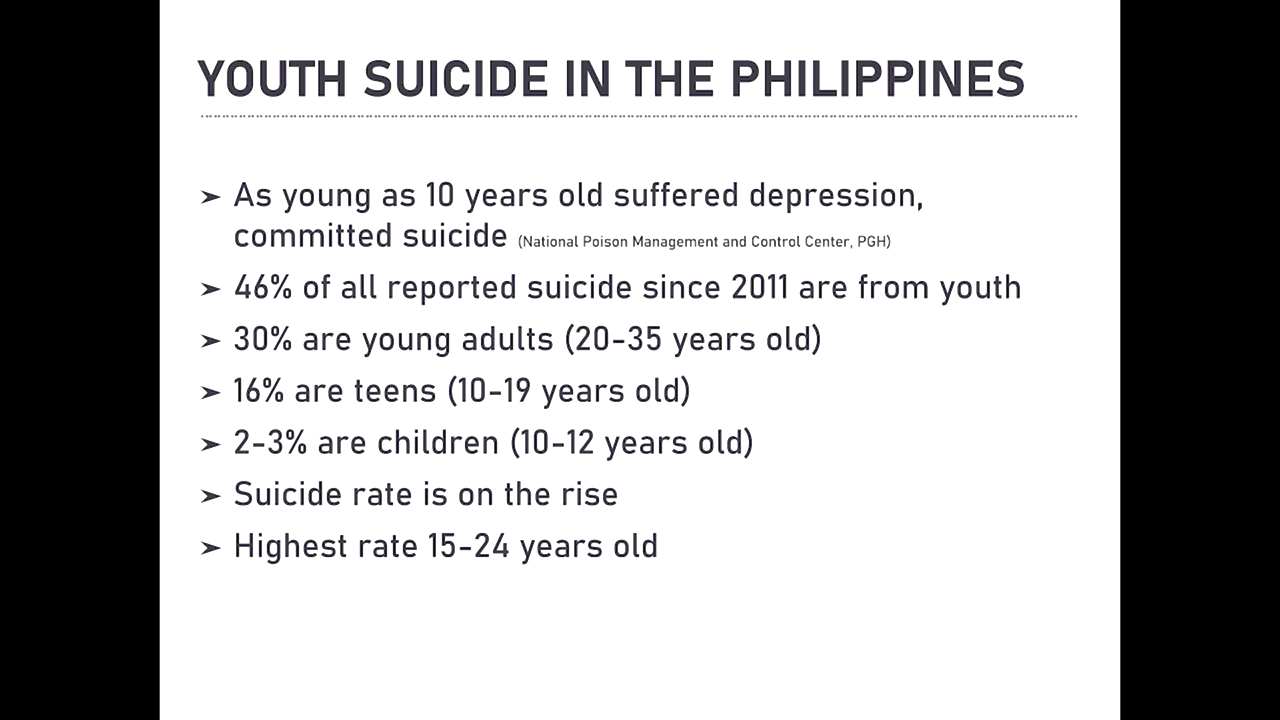 YOUTH SUICIDE IN THE PHILIPPINES
➢ As young as 10 years old suffered depression,
committed suicide (National Poison Management and Control Center, PGH)
➢ 46% of all reported suicide since 2011 are from youth
➢ 30% are young adults (20-35 years old)
➢ 16% are teens (10-19 years old)
➢ 2-3% are children (10-12 years old)
➢ Suicide rate is on the rise
➢ Highest rate 15-24 years old